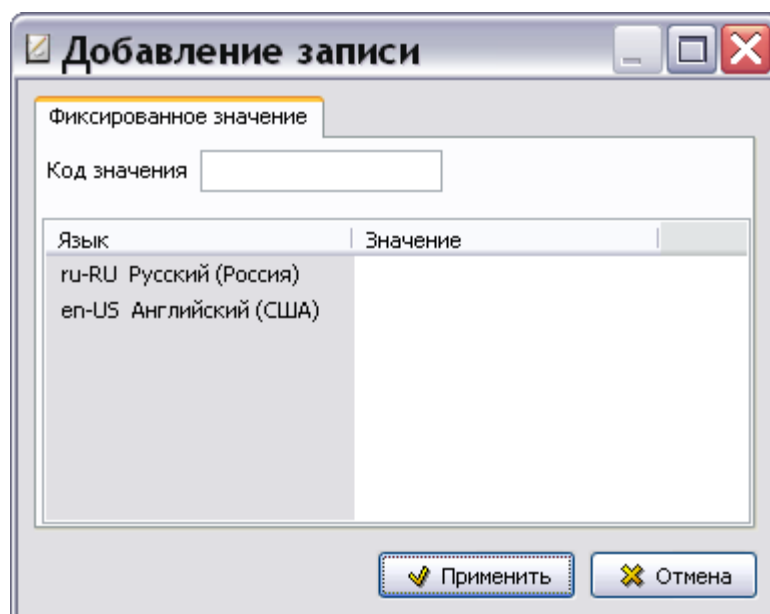 Добавление записи
Фиксированное значение
Код значения
Язык Значение
ru-RU Русский (Россия)
en-US Английский (США)
Применить Отмена